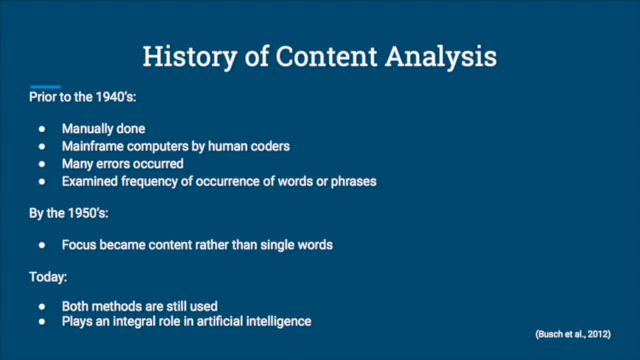 History of Content Analysis
Prior to the 1940's:
● Manually done
● Mainframe computers by human coders
● Many errors occurred
● Examined frequency of occurrence of words or phrases
By the 1950's:
● Focus became content rather than single words
Today:
● Both methods are still used
● Plays an integral role in artificial intelligence
(Busch et al., 2012)